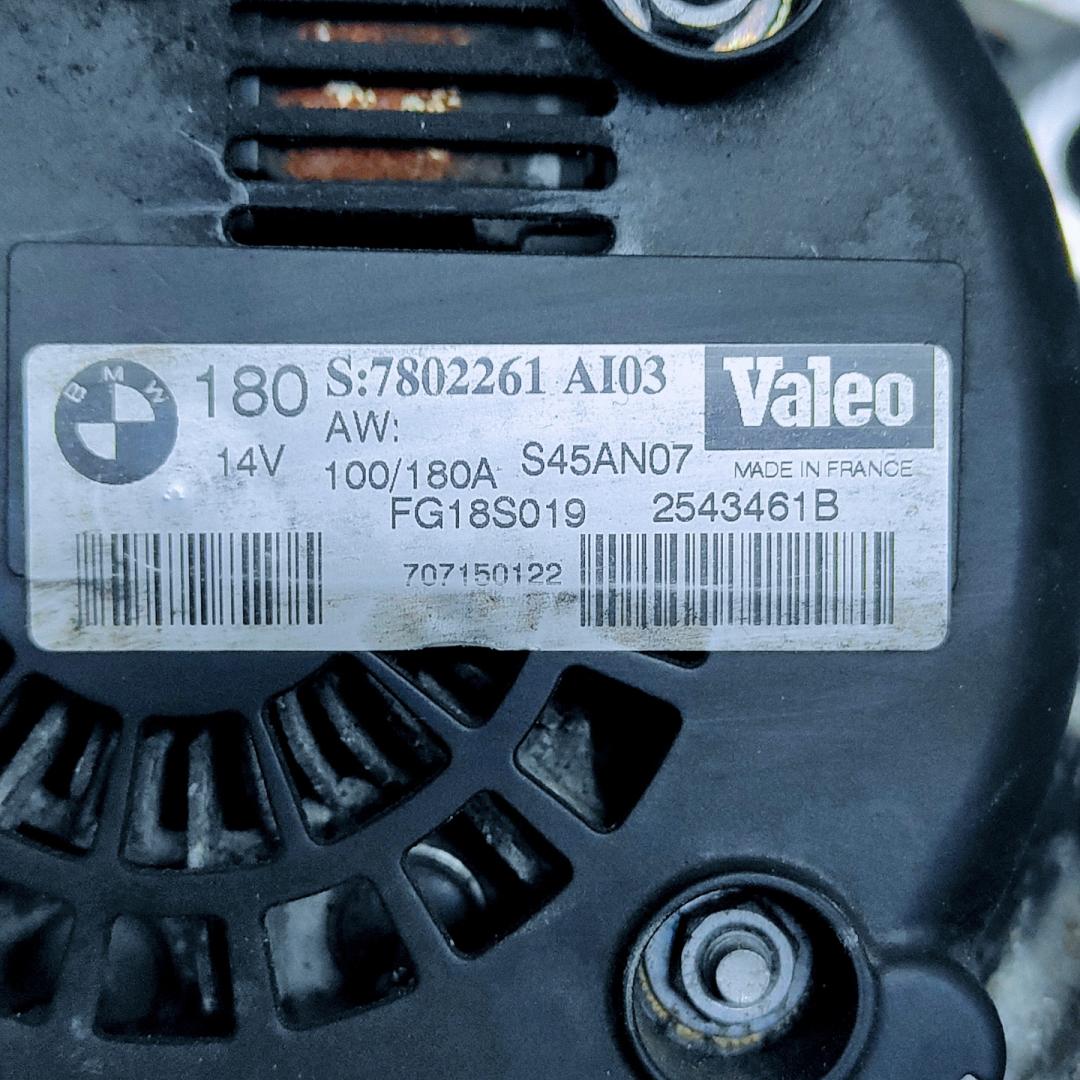 BMW 180 S:7802261 AI03 Valeo
AW:
14V 100/180A S45AN07 MADE IN FRANCE
FG18S019 2543461B
707150122